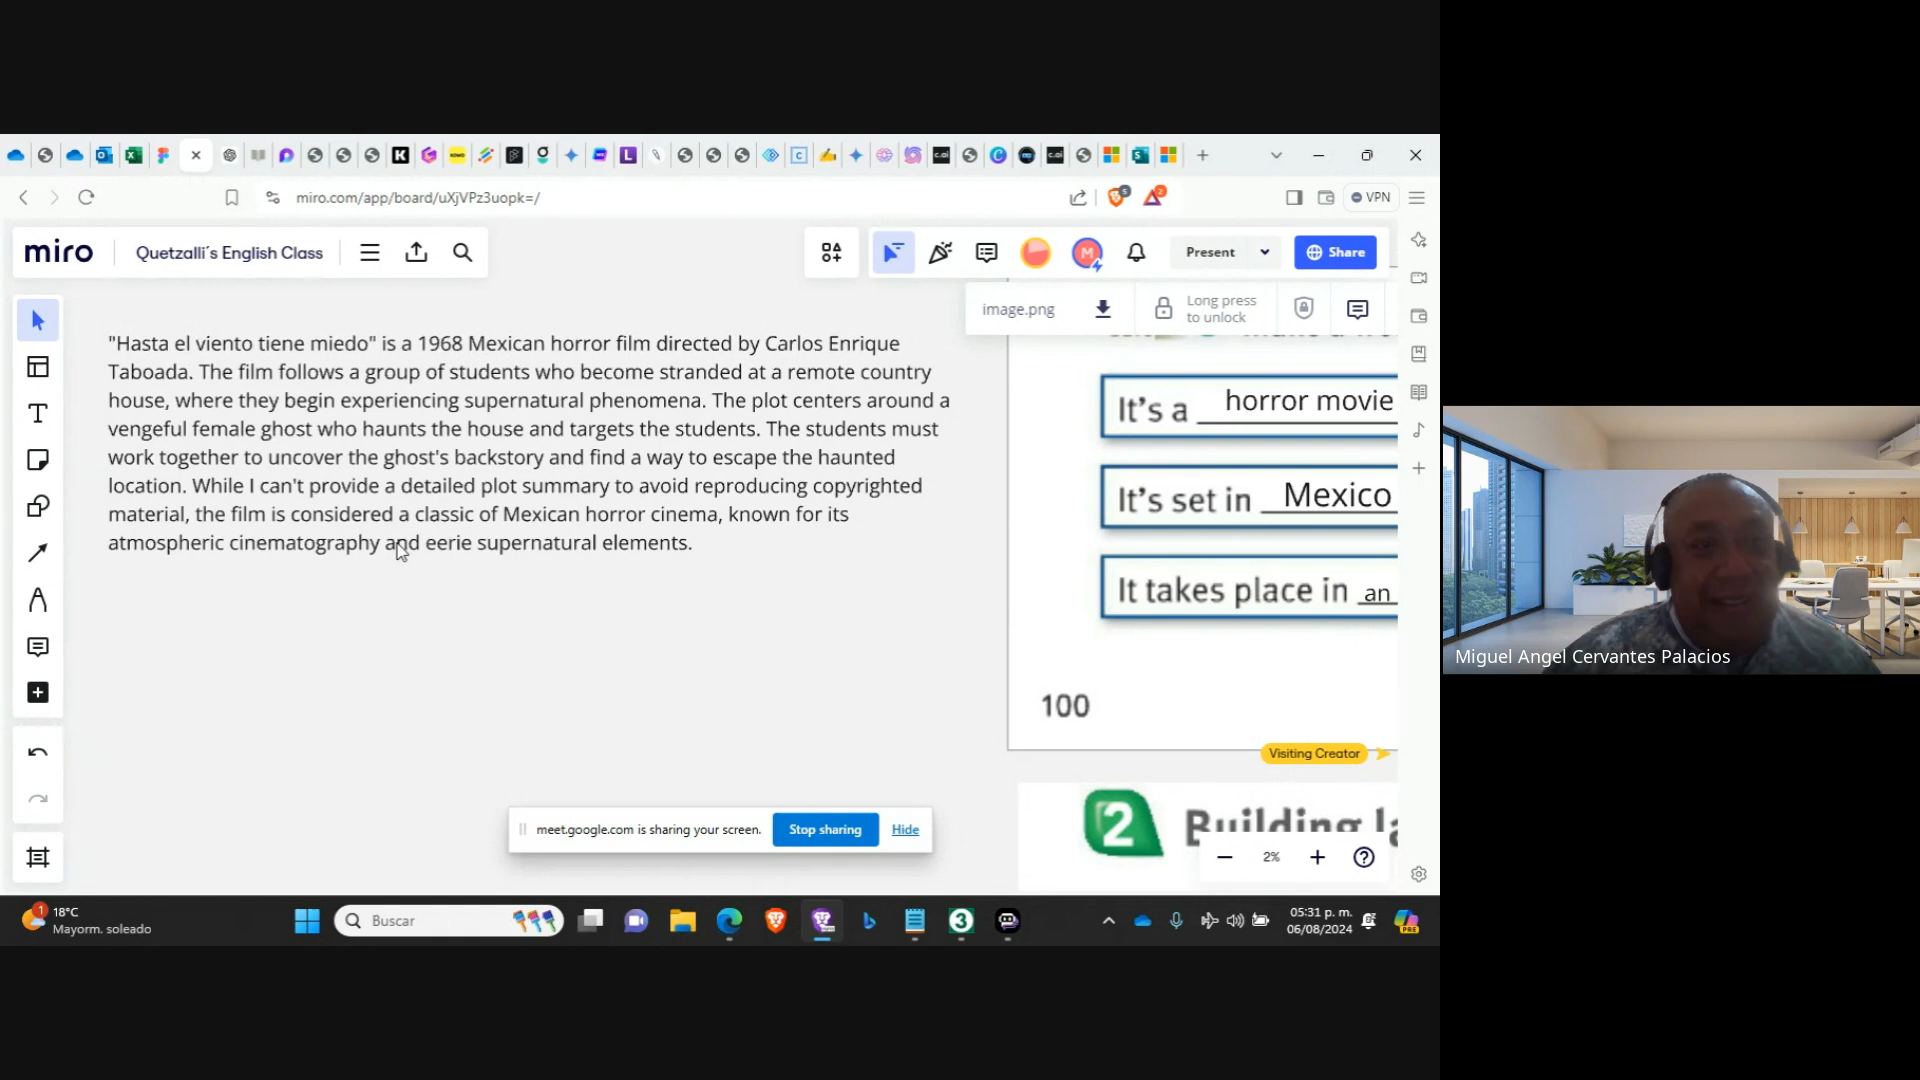 miro.com/app/board/uXjVPz3uopk=/
VPN
miro
Quetzalli´s English Class
Present
Share
image.png
Long press
to unlock
"Hasta el viento tiene miedo" is a 1968 Mexican horror film directed by Carlos Enrique
Taboada. The film follows a group of students who become stranded at a remote country
house, where they begin experiencing supernatural phenomena. The plot centers around a
vengeful female ghost who haunts the house and targets the students. The students must
work together to uncover the ghost's backstory and find a way to escape the haunted
location. While I can't provide a detailed plot summary to avoid reproducing copyrighted
material, the film is considered a classic of Mexican horror cinema, known for its
atmospheric cinematography and eerie supernatural elements.
It's a horror movie
It's set in Mexico
It takes place in an
100
Visiting Creator
2 Building la
2%
meet.google.com is sharing your screen.
Stop sharing
Hide
Miguel Angel Cervantes Palacios
1
18°C
Mayorm. soleado
Buscar
05:31 p. m.
06/08/2024
PRE